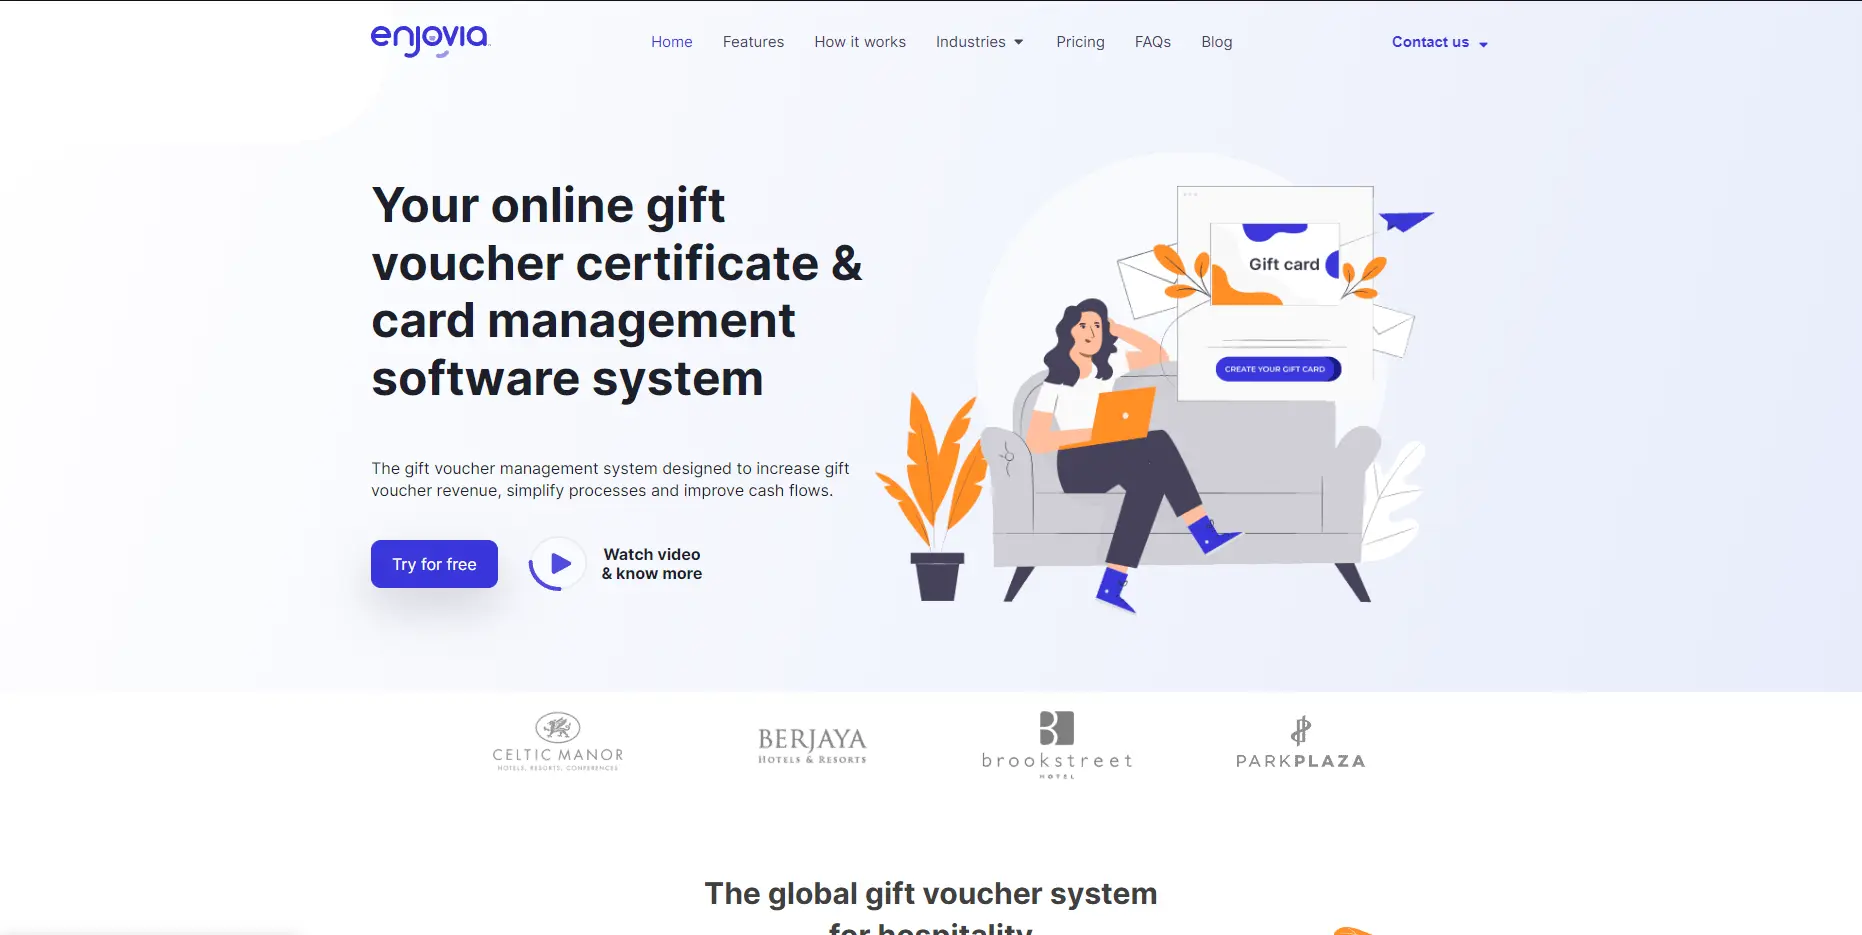 enjovia
Home Features How it works Industries Pricing FAQs Blog Contact us
Your online gift
voucher certificate &
card management
software system
The gift voucher management system designed to increase gift
voucher revenue, simplify processes and improve cash flows.
Try for free
Watch video
& know more
Gift card
CREATE YOUR GIFT CARD
CELTIC MANOR
HOTELS, RESORTS, CONFERENCES
BERJAYA
HOTELS & RESORTS
B
brookstreet
HOTEL
PARKPLAZA
The global gift voucher system
for hospitality